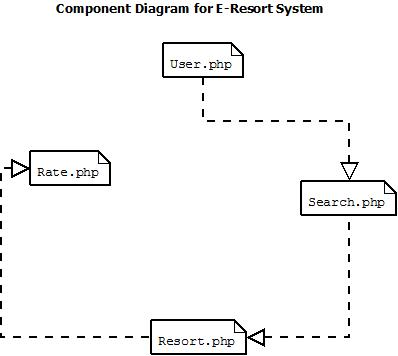 Component Diagram for E-Resort System
User.php
Rate.php
Search.php
Resort.php